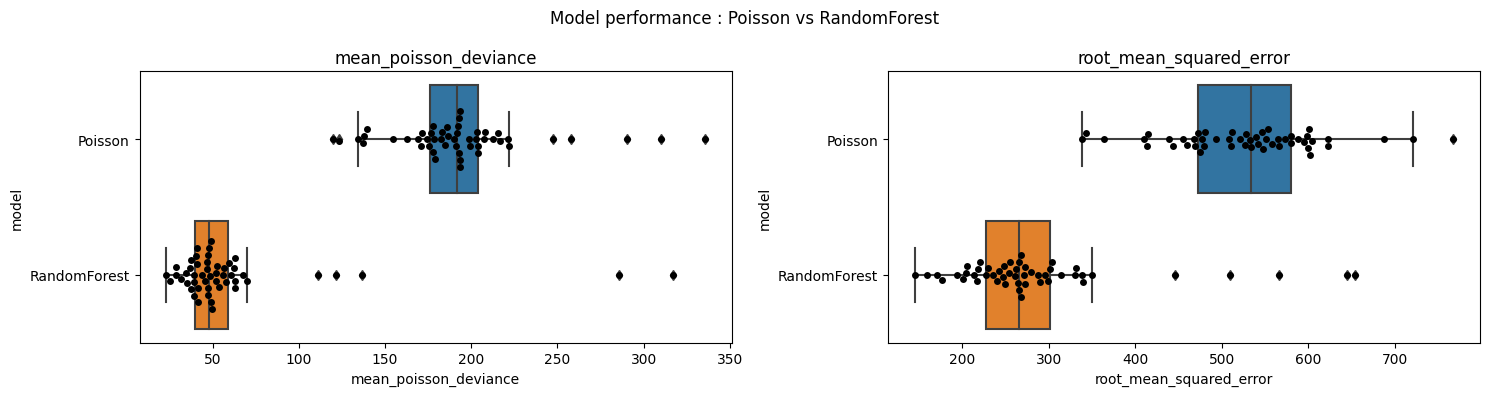 Model performance : Poisson vs RandomForest
mean_poisson_deviance
Poisson
RandomForest
model
50 100 150 200 250 300 350
mean_poisson_deviance
root_mean_squared_error
Poisson
RandomForest
model
200 300 400 500 600 700
root_mean_squared_error